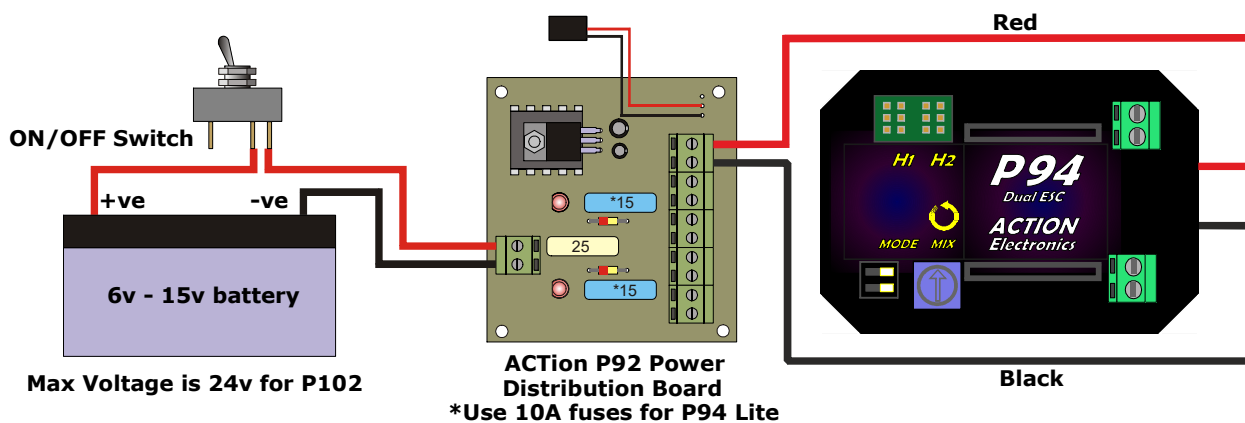 Red
ON/OFF Switch
+ve
-ve
6v - 15v battery
Max Voltage is 24v for P102
*15
25
*15
ACTion P92 Power
Distribution Board
*Use 10A fuses for P94 Lite
H1 H2
P94
Dual ESC
ACTION
Electronics
MODE MIX
Black